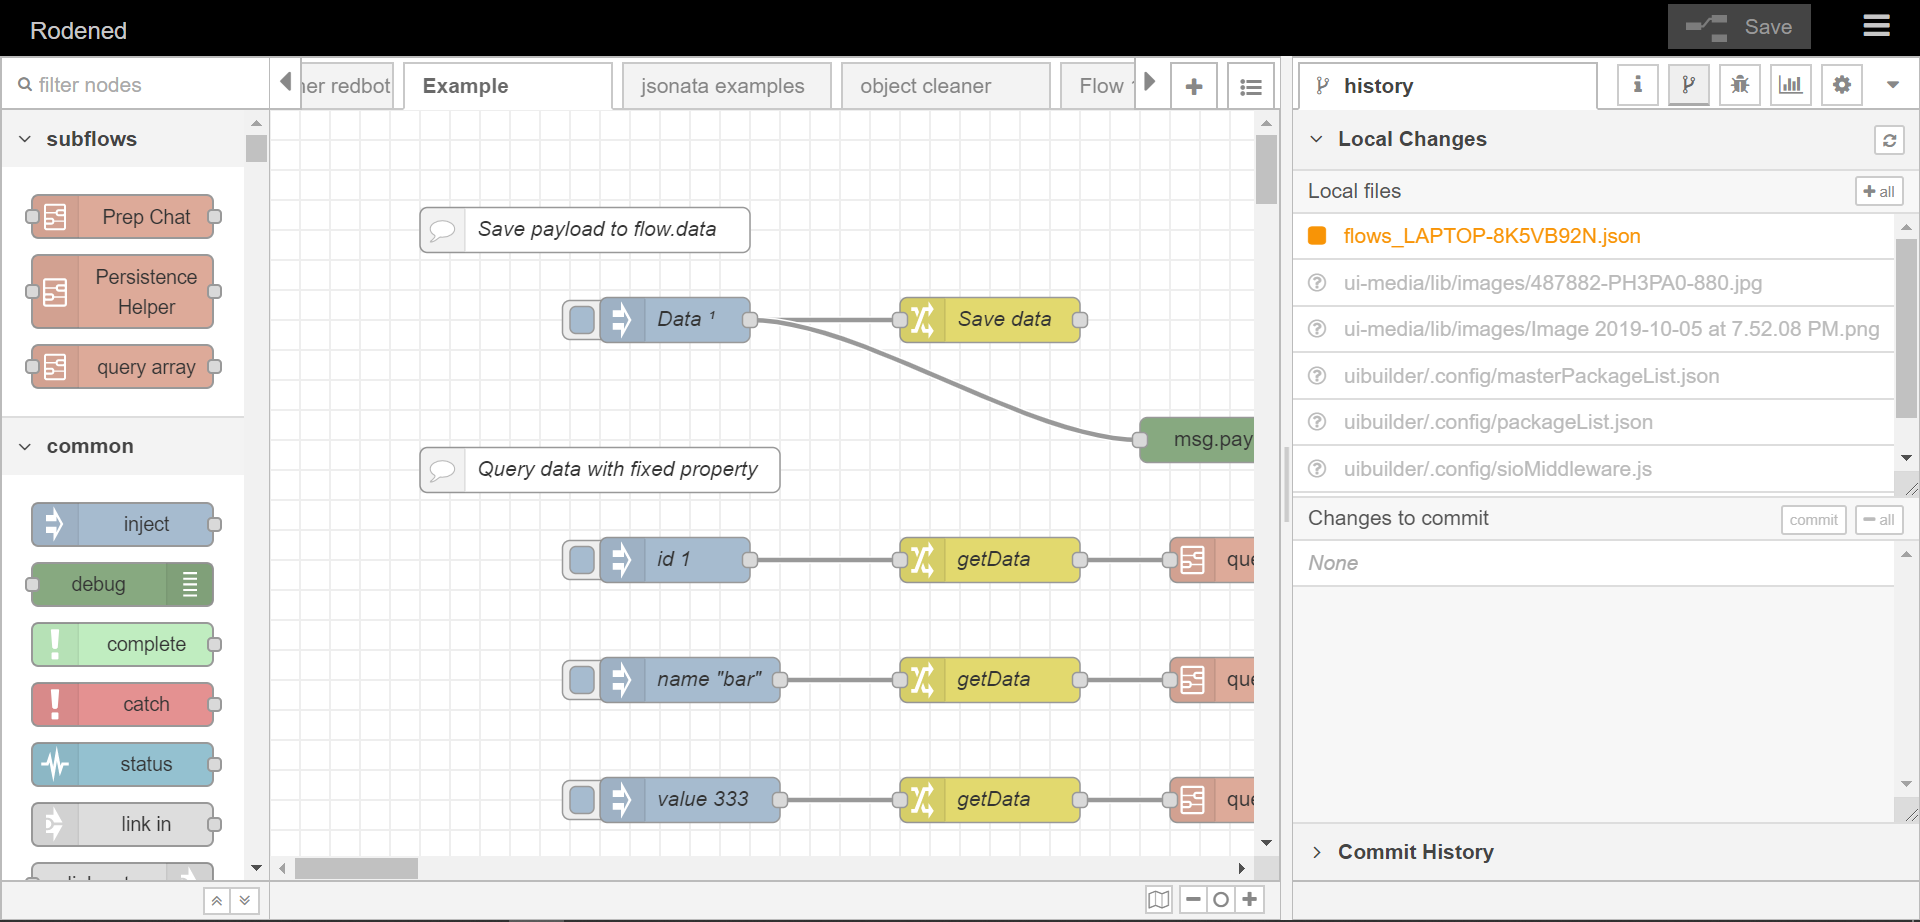 Rodened
Save
filter nodes
her redbot
Example
jsonata examples
object cleaner
Flow
history
subflows
Prep Chat
Persistence
Helper
query array
common
inject
debug
complete
catch
status
link in
Save payload to flow.data
Data ¹
Save data
msg.pay
Query data with fixed property
id 1
getData
que
name "bar"
getData
que
value 333
getData
que
Local Changes
Local files
all
flows_LAPTOP-8K5VB92N.json
ui-media/lib/images/487882-PH3PA0-880.jpg
ui-media/lib/images/Image 2019-10-05 at 7.52.08 PM.png
uibuilder/.config/masterPackageList.json
uibuilder/.config/packageList.json
uibuilder/.config/sioMiddleware.js
Changes to commit
commit
all
None
Commit History